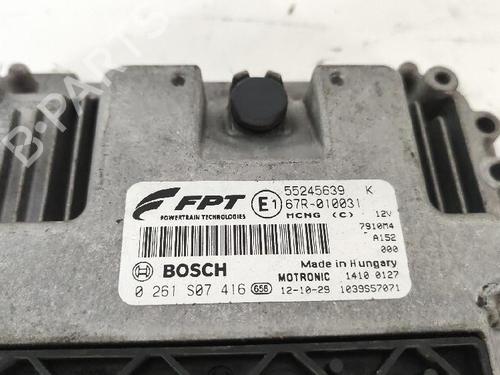 FPT
POWERTRAIN TECHNOLOGIES
E1
55245639 K
67R-010031
MCNG (C) 12V
7910M4
A152
000
BOSCH
Made in Hungary
MOTRONIC 1410 0127
0 261 S07 416 656 12-10-29 1039S57071
B-PARTS